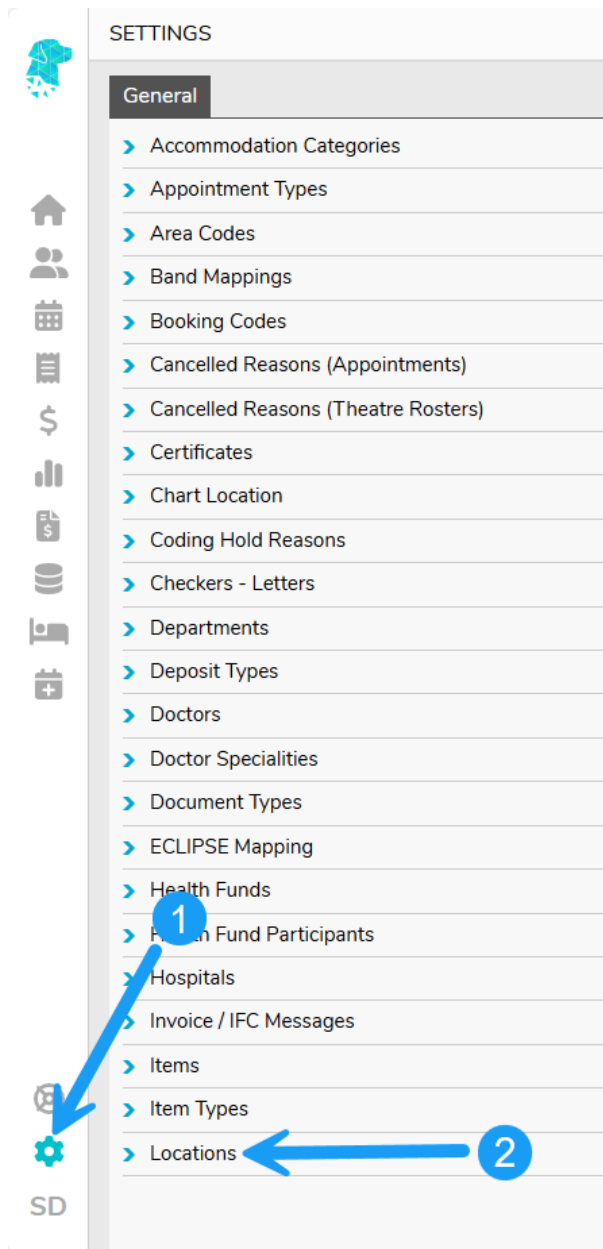 SETTINGS
General
Accommodation Categories
Appointment Types
Area Codes
Band Mappings
Booking Codes
Cancelled Reasons (Appointments)
Cancelled Reasons (Theatre Rosters)
Certificates
Chart Location
Coding Hold Reasons
Checkers - Letters
Departments
Deposit Types
Doctors
Doctor Specialities
Document Types
ECLIPSE Mapping
Health Funds
1
Health Fund Participants
Hospitals
Invoice / IFC Messages
Items
Item Types
Locations 2
SD